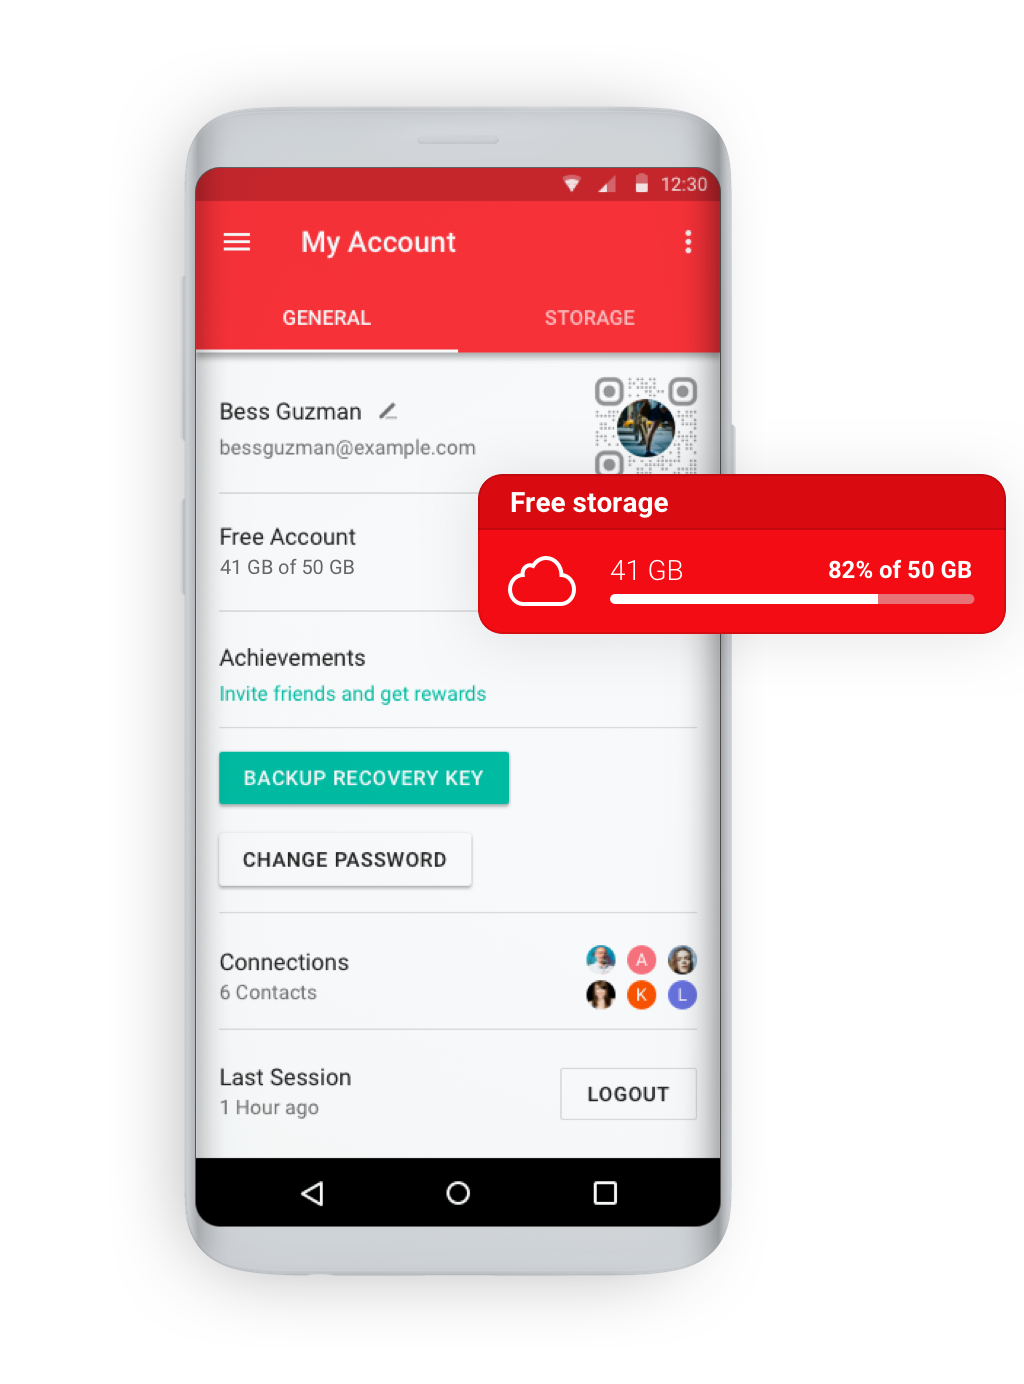 12:30
My Account
GENERAL STORAGE
Bess Guzman
bessguzman@example.com
Free storage
41 GB 82% of 50 GB
Free Account
41 GB of 50 GB
Achievements
Invite friends and get rewards
BACKUP RECOVERY KEY
CHANGE PASSWORD
Connections
6 Contacts
A
K L
Last Session
1 Hour ago
LOGOUT